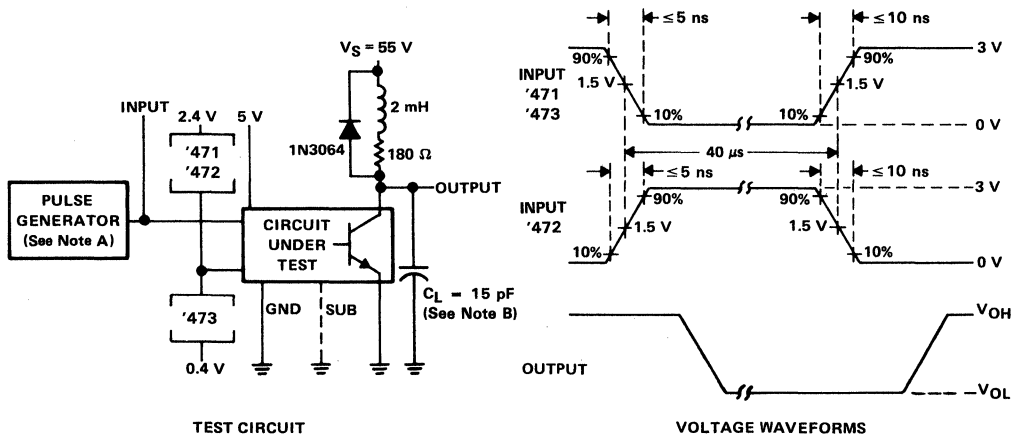 VS = 55 V
INPUT
2.4 V
5 V
2 mH
1N3064
180 Ω
'471
'472
OUTPUT
PULSE
GENERATOR
(See Note A)
CIRCUIT
UNDER
TEST
CL = 15 pF
(See Note B)
'473
GND
SUB
0.4 V
TEST CIRCUIT
≤5 ns
≤10 ns
3 V
90%
90%
INPUT
'471
'473
1.5 V
1.5 V
10%
10%
0 V
40 μs
≤5 ns
≤10 ns
3 V
90%
90%
INPUT
'472
1.5 V
1.5 V
10%
10%
0 V
VOH
OUTPUT
VOL
VOLTAGE WAVEFORMS